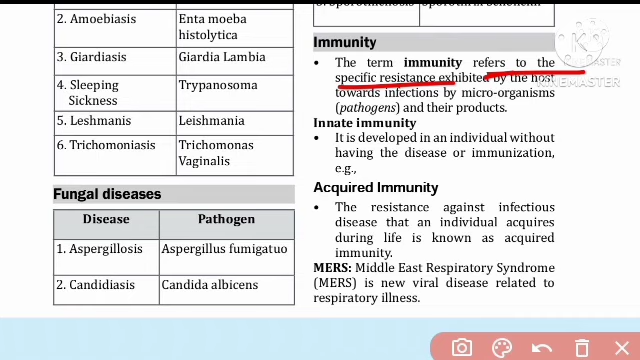 2. Amoebiasis Enta moeba
histolytica
3. Giardiasis Giardia Lambia
4. Sleeping Trypanosoma
Sickness
5. Leshmanis Leishmania
6. Trichomoniasis Trichomonas
Vaginalis
Fungal diseases
Disease Pathogen
1. Aspergillosis Aspergillus fumigatuo
2. Candidiasis Candida albicens
Immunity
• The term immunity refers to the
specific resistance exhibited by the host
towards infections by micro-organisms
(pathogens) and their products.
Innate immunity
• It is developed in an individual without
having the disease or immunization,
e.g.,
Acquired Immunity
• The resistance against infectious
disease that an individual acquires
during life is known as acquired
immunity.
MERS: Middle East Respiratory Syndrome
(MERS) is new viral disease related to
respiratory illness.
KINEMASTER